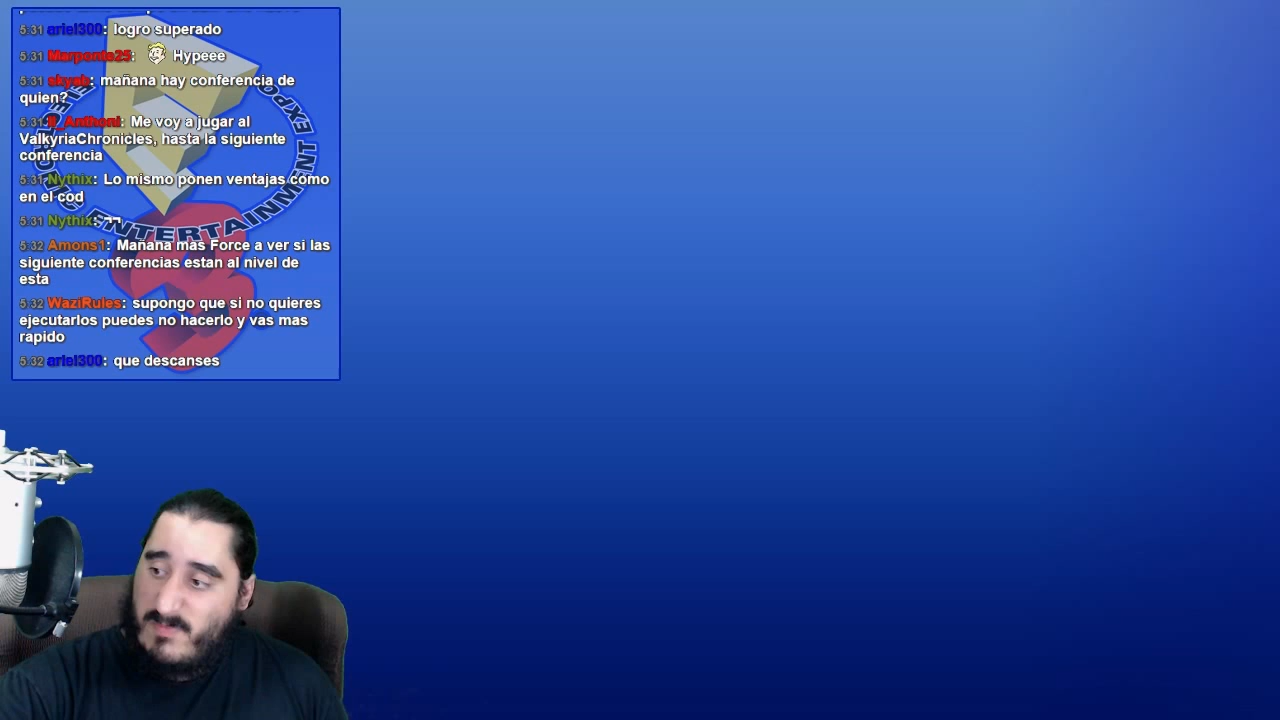 5:31 ariel300: logro superado
5:31 Marponte25: Hypeee
5:31 skyab: mañana hay conferencia de
quien?
5:31 II_Anthoni: Me voy a jugar al
ValkyriaChronicles, hasta la siguiente
conferencia
5:31 Nythix: Lo mismo ponen ventajas como
en el cod
5:31 Nythix: ¬¬
5:32 Amons1: Mañana mas Force a ver si las
siguiente conferencias estan al nivel de
esta
5:32 WaziRules: supongo que si no quieres
ejecutarlos puedes no hacerlo y vas mas
rapido
5:32 ariel300: que descanses
ENTERTAINMENT EXPO